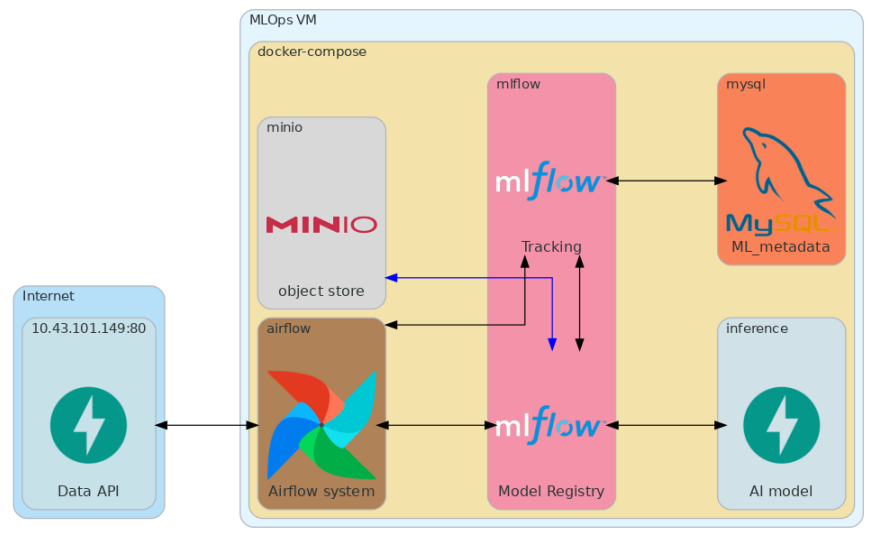 MLOps VM
docker-compose
mlflow
mysql
minio
mlflow
MINIO
MySQL
Tracking
ML_metadata
object store
Internet
10.43.101.149:80
airflow
inference
mlflow
Data API
Airflow system
Model Registry
AI model